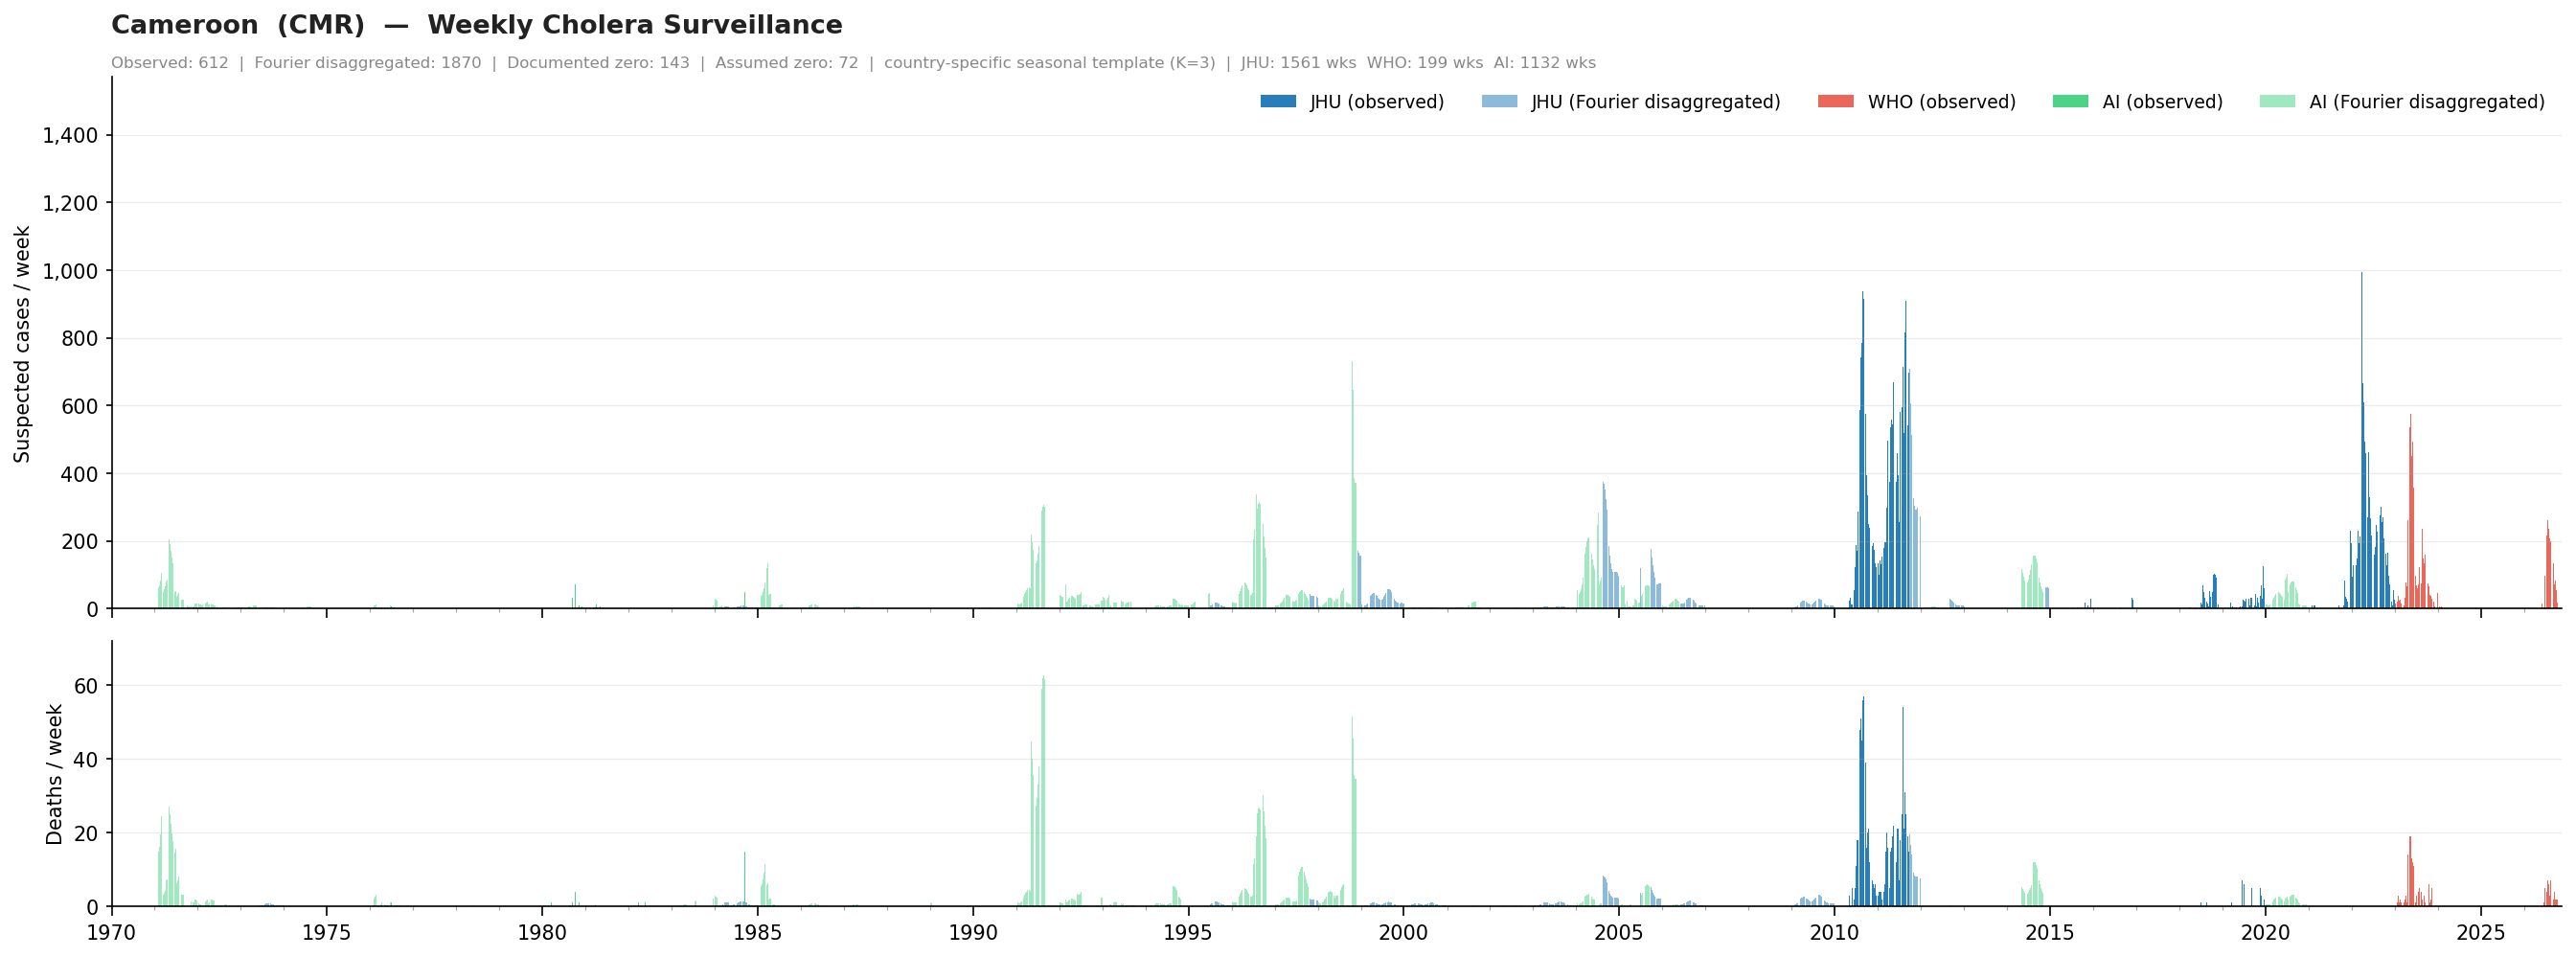 Cameroon (CMR) — Weekly Cholera Surveillance
Observed: 612 | Fourier disaggregated: 1870 | Documented zero: 143 | Assumed zero: 72 | country-specific seasonal template (K=3) | JHU: 1561 wks WHO: 199 wks AI: 1132 wks
JHU (observed) JHU (Fourier disaggregated) WHO (observed) AI (observed) AI (Fourier disaggregated)
Suspected cases / week
1,400
1,200
1,000
800
600
400
200
0
Deaths / week
60
40
20
0
1970 1975 1980 1985 1990 1995 2000 2005 2010 2015 2020 2025